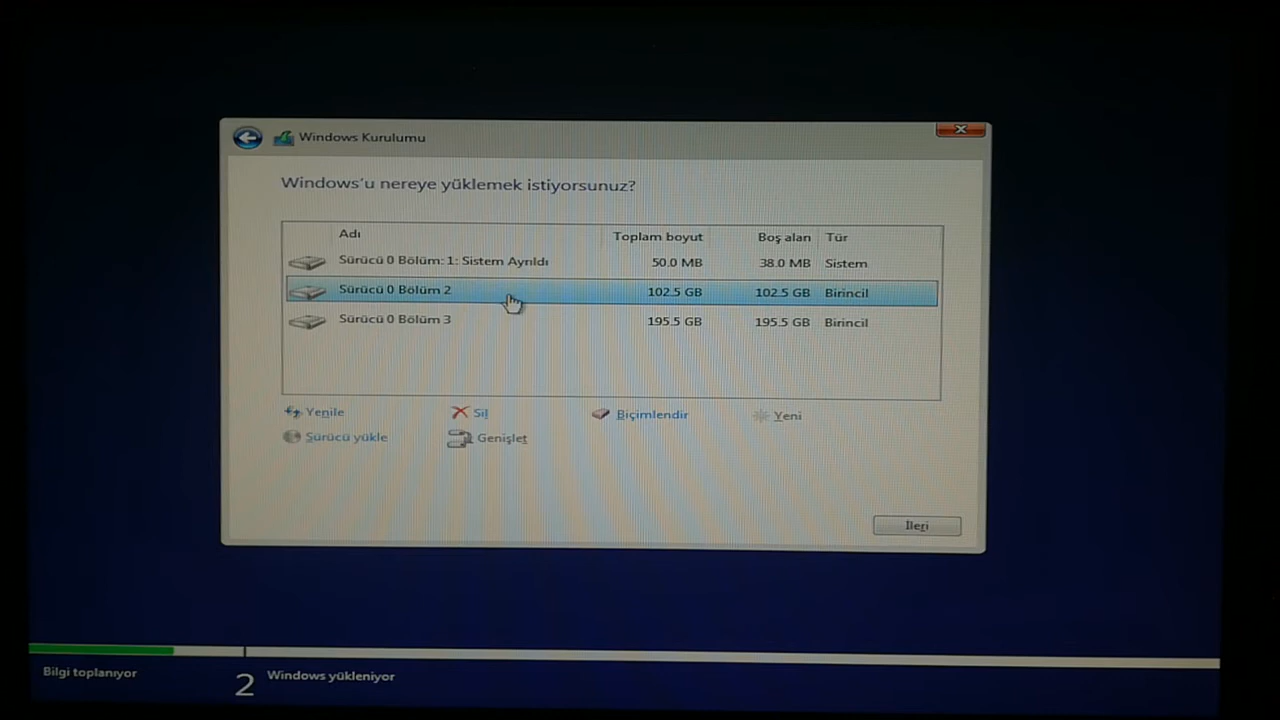 Windows Kurulumu
Windows'u nereye yüklemek istiyorsunuz?
Adı Toplam boyut Boş alan Tür
Sürücü 0 Bölüm: 1: Sistem Ayrıldı 50.0 MB 38.0 MB Sistem
Sürücü 0 Bölüm 2 102.5 GB 102.5 GB Birincil
Sürücü 0 Bölüm 3 195.5 GB 195.5 GB Birincil
Yenile Sil Biçimlendir Yeni
Sürücü yükle Genişlet
İleri
Bilgi toplanıyor 2 Windows yükleniyor